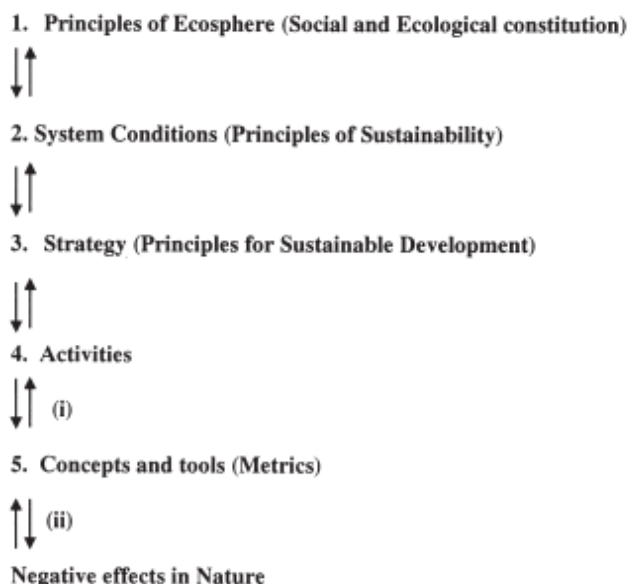 1. Principles of Ecosphere (Social and Ecological constitution)
2. System Conditions (Principles of Sustainability)
3. Strategy (Principles for Sustainable Development)
4. Activities
(i)
5. Concepts and tools (Metrics)
(ii)
Negative effects in Nature